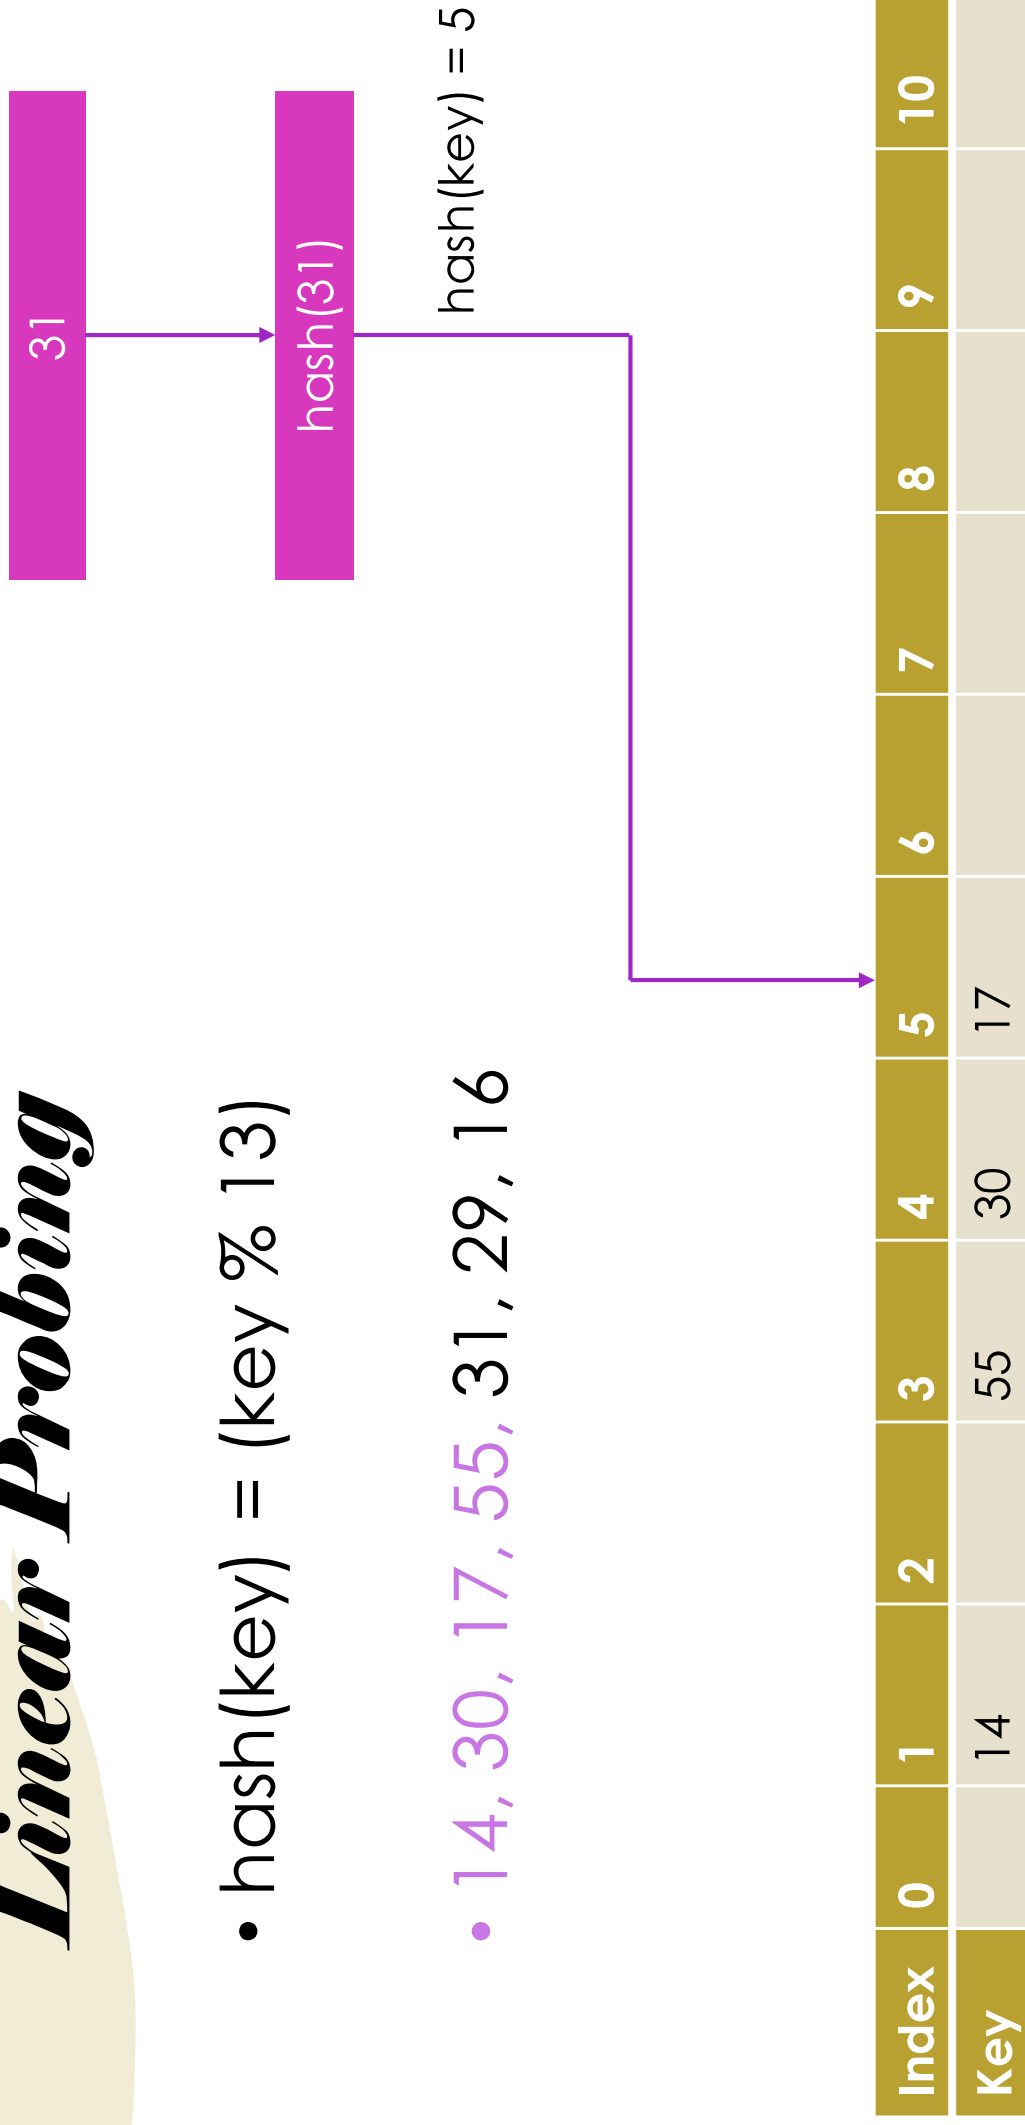 Linear Probing
31
hash(31)
hash(key) = 5
• hash(key) = (key % 13)
• 14, 30, 17, 55, 31, 29, 16
Index 0 1 2 3 4 5 6 7 8 9 10
Key 14 55 30 17